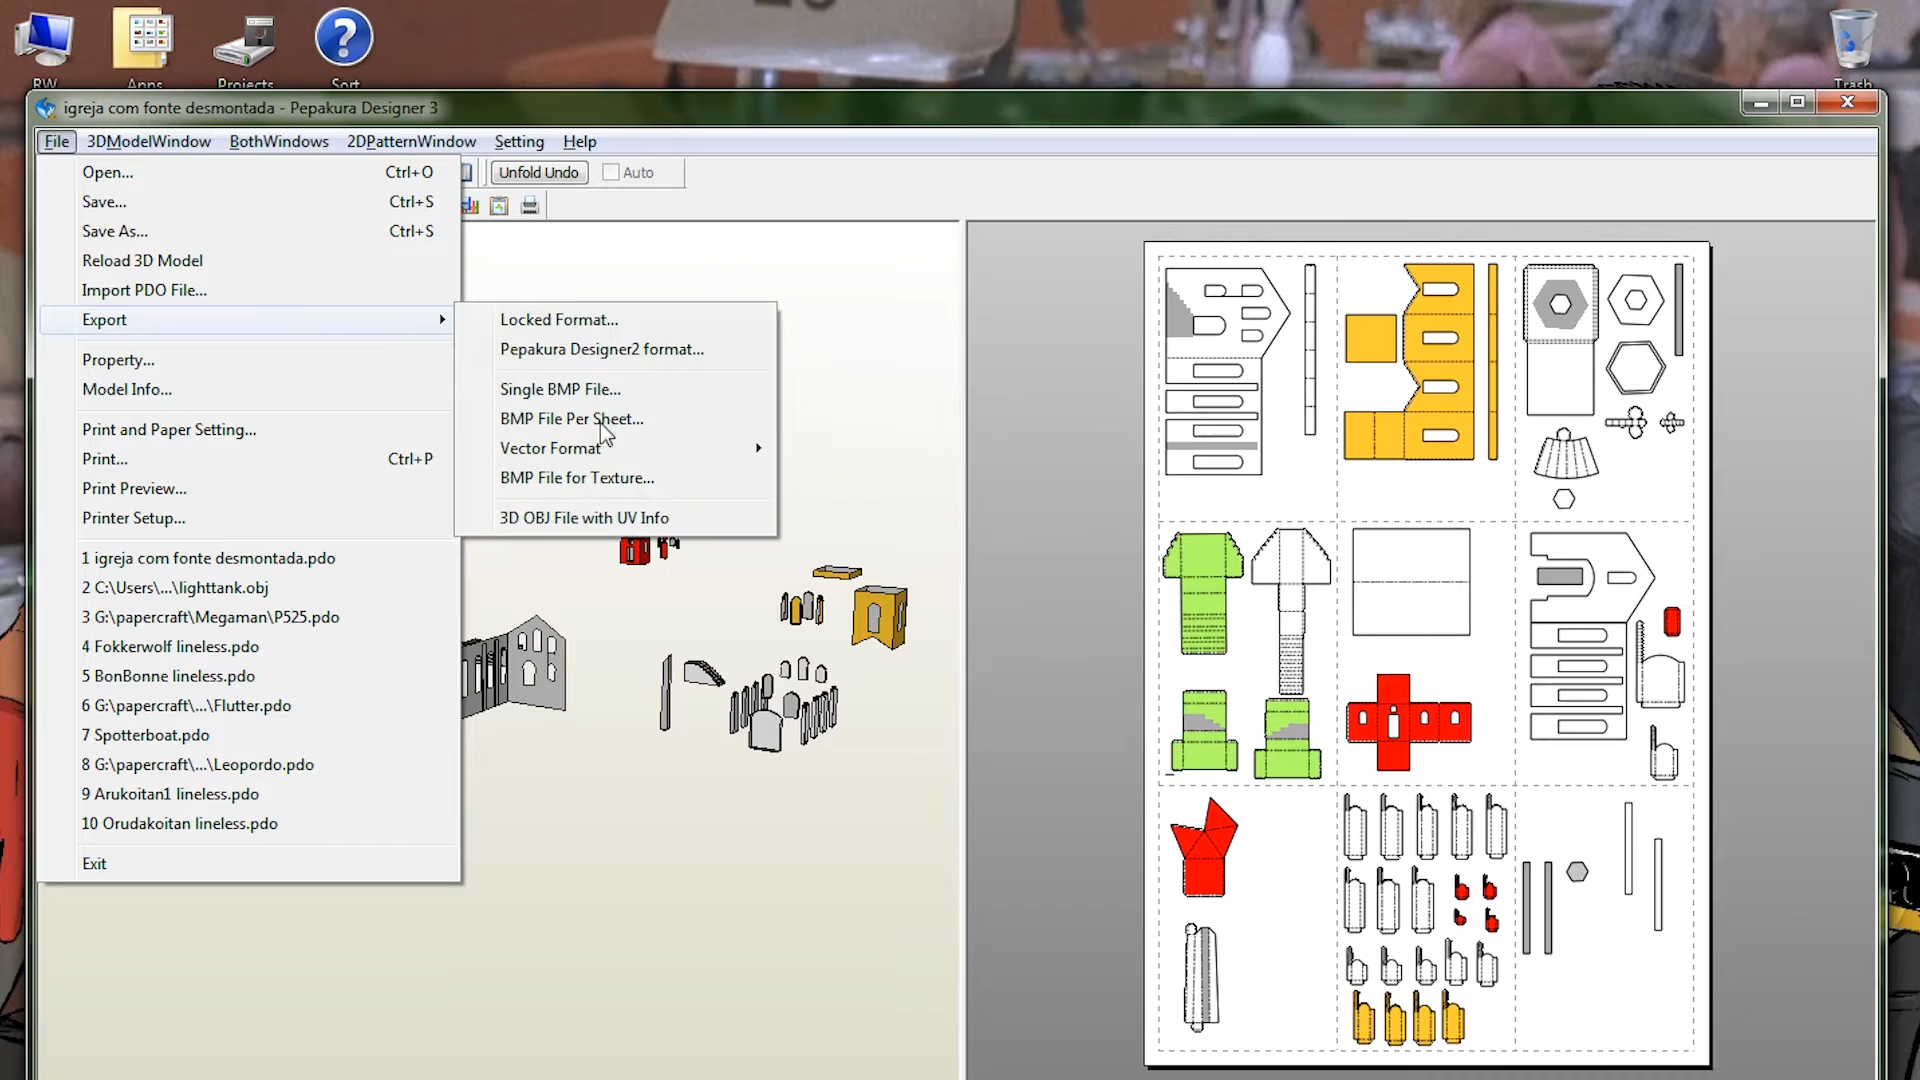 RW
Apps
Projects
Sort
Trash
igreja com fonte desmontada - Pepakura Designer 3
File 3DModelWindow BothWindows 2DPatternWindow Setting Help
Unfold Undo Auto
Open... Ctrl+O
Save... Ctrl+S
Save As... Ctrl+S
Reload 3D Model
Import PDO File...
Export
Property...
Model Info...
Print and Paper Setting...
Print... Ctrl+P
Print Preview...
Printer Setup...
1 igreja com fonte desmontada.pdo
2 C:\Users\...\lighttank.obj
3 G:\papercraft\Megaman\P525.pdo
4 Fokkerwolf lineless.pdo
5 BonBonne lineless.pdo
6 G:\papercraft\...\Flutter.pdo
7 Spotterboat.pdo
8 G:\papercraft\...\Leopordo.pdo
9 Arukoitan1 lineless.pdo
10 Orudakoitan lineless.pdo
Exit
Locked Format...
Pepakura Designer2 format...
Single BMP File...
BMP File Per Sheet...
Vector Format
BMP File for Texture...
3D OBJ File with UV Info